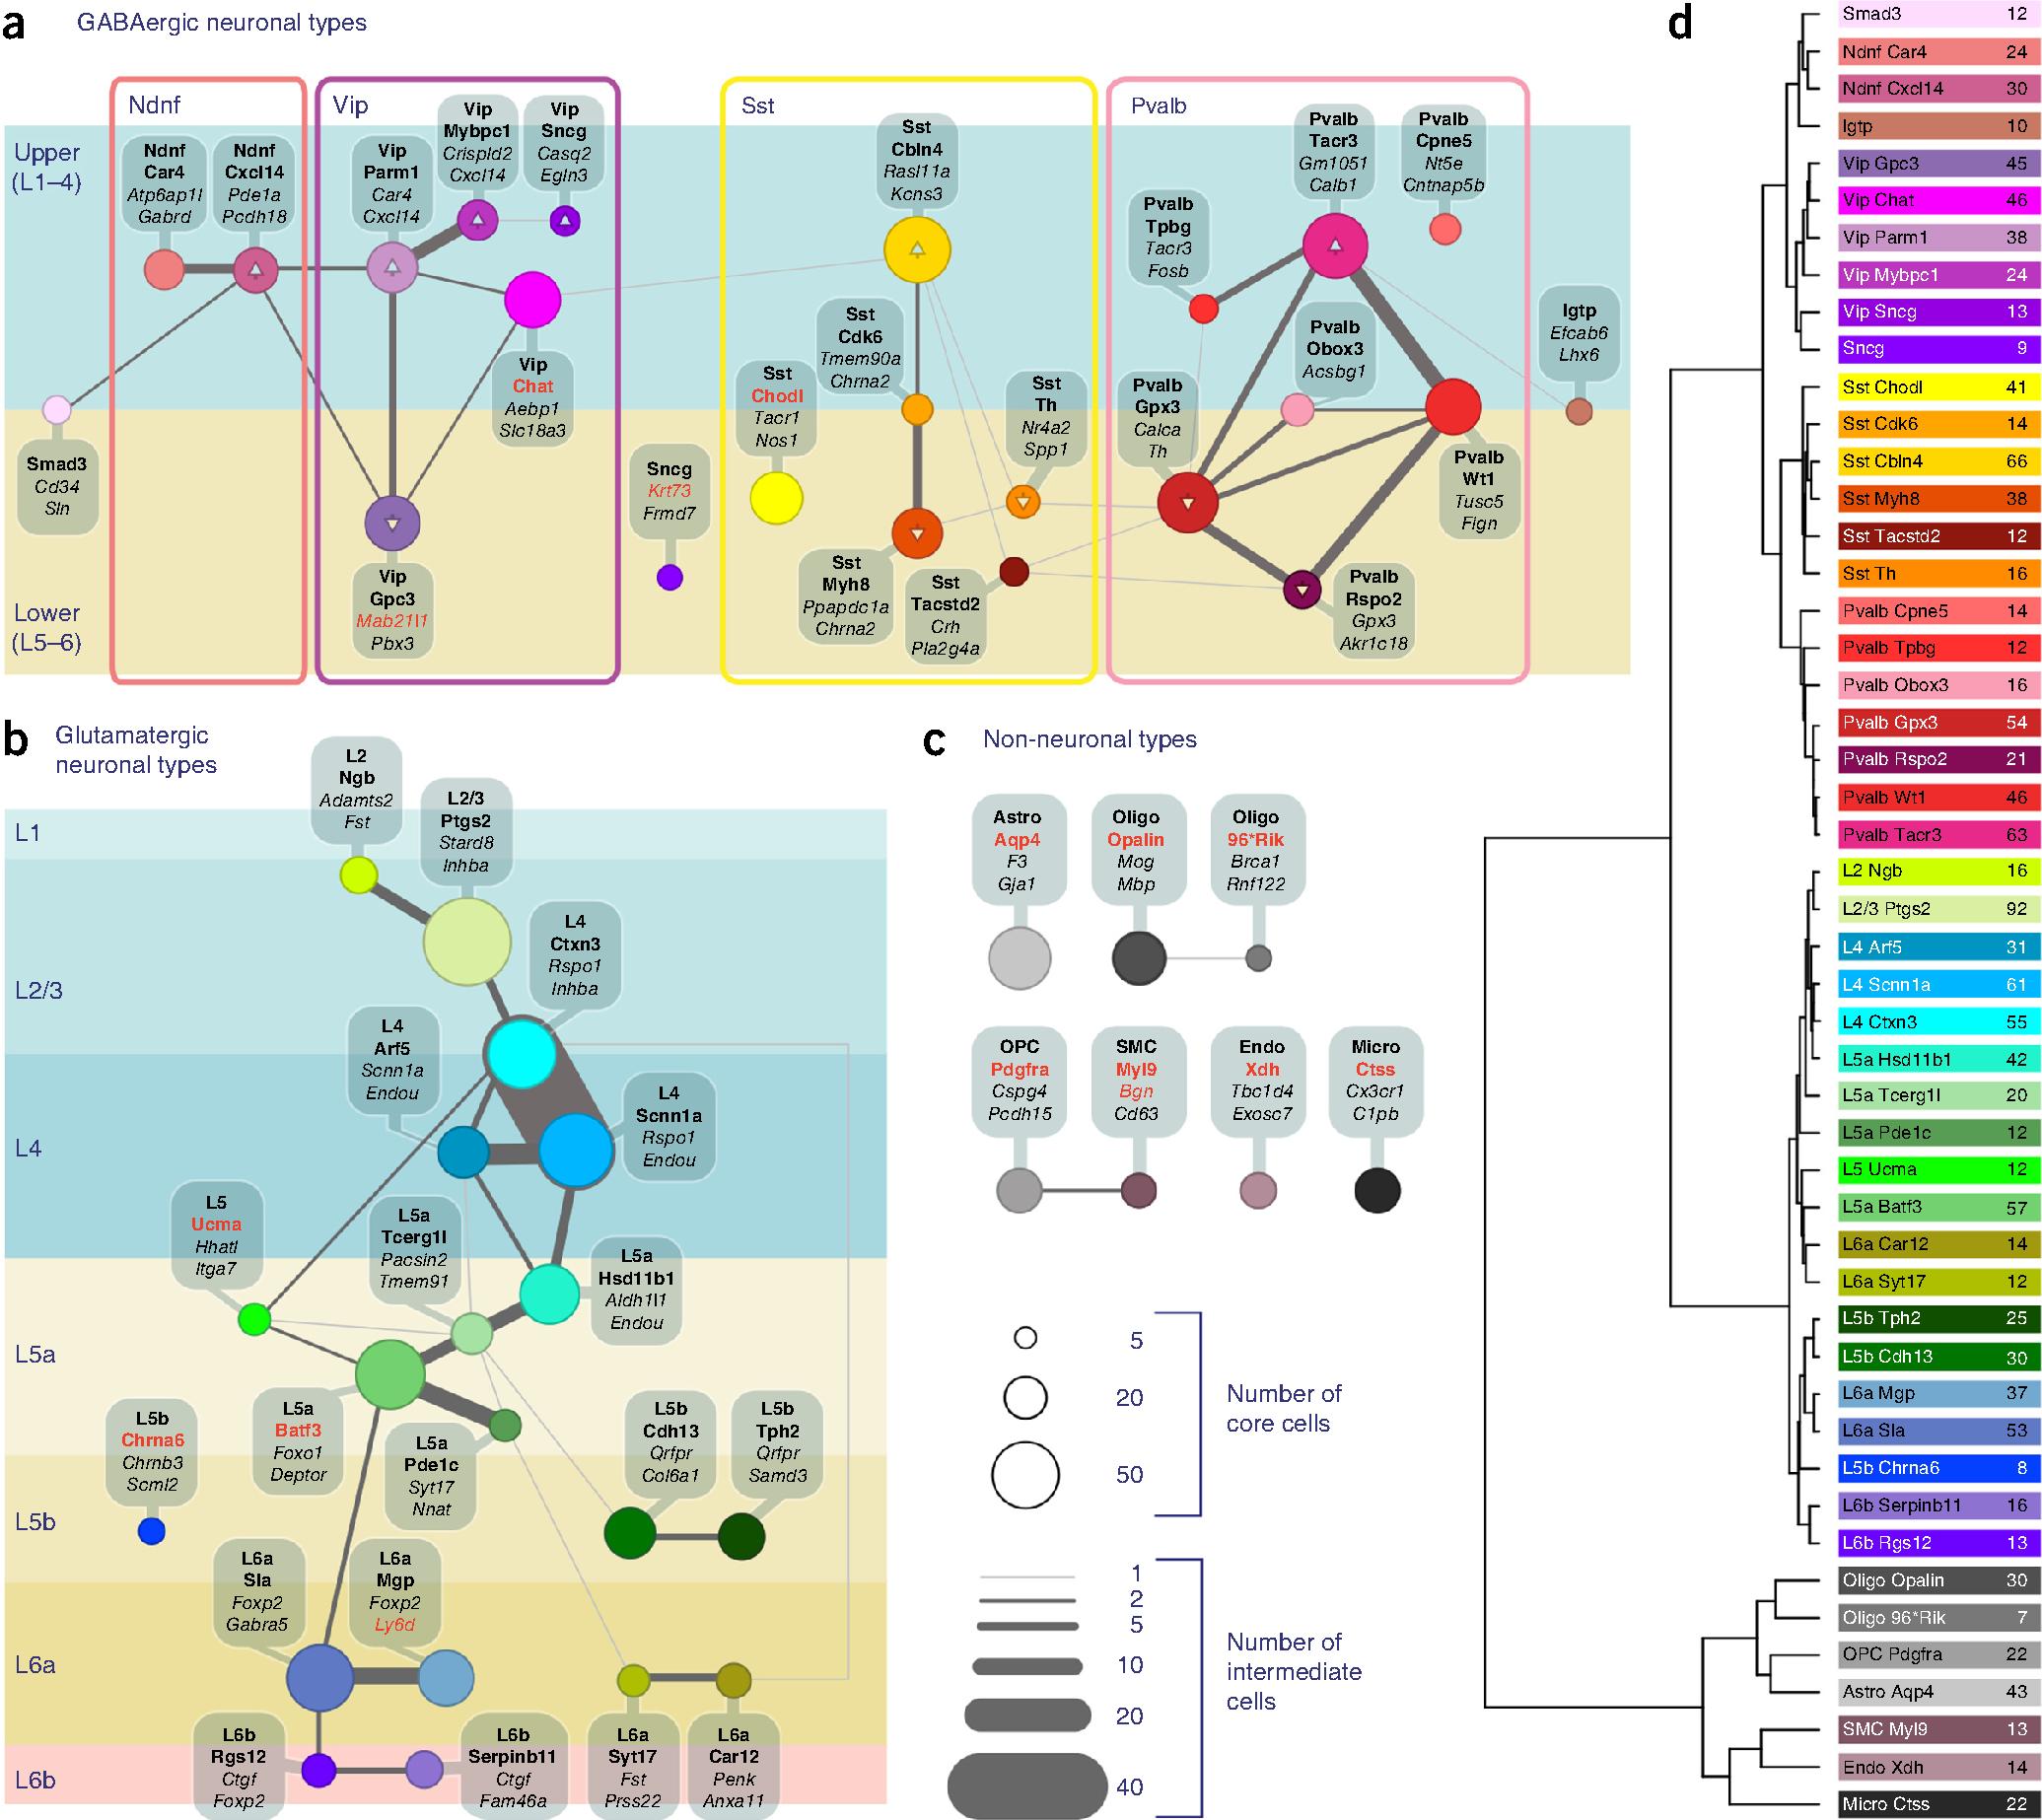 a
GABAergic neuronal types
Ndnf
Vip
Sst
Pvalb
Upper
(L1–4)
Lower
(L5–6)
Ndnf
Car4
Atp6ap1l
Gabrd
Ndnf
Cxcl14
Pde1a
Pcdh18
Vip
Parm1
Car4
Cxcl14
Vip
Mybpc1
Crispld2
Cxcl14
Vip
Sncg
Casq2
Egln3
Vip
Chat
Aebp1
Slc18a3
Smad3
Cd34
Sln
Vip
Gpc3
Mab21l1
Pbx3
Sncg
Krt73
Frmd7
Sst
Cbln4
Rasl11a
Kcns3
Sst
Cdk6
Tmem90a
Chrna2
Sst
Chodl
Tacr1
Nos1
Sst
Th
Nr4a2
Spp1
Sst
Myh8
Ppapdc1a
Chrna2
Sst
Tacstd2
Crh
Pla2g4a
Pvalb
Tacr3
Gm1051
Calb1
Pvalb
Cpne5
Nt5e
Cntnap5b
Pvalb
Tpbg
Tacr3
Fosb
Pvalb
Obox3
Acsbg1
Pvalb
Gpx3
Calca
Th
Pvalb
Wt1
Tusc5
Fign
Pvalb
Rspo2
Gpx3
Akr1c18
Igtp
Efcab6
Lhx6
b
Glutamatergic
neuronal types
L1
L2/3
L4
L5a
L5b
L6a
L6b
L2
Ngb
Adamts2
Fst
L2/3
Ptgs2
Stard8
Inhba
L4
Ctxn3
Rspo1
Inhba
L4
Arf5
Scnn1a
Endou
L4
Scnn1a
Rspo1
Endou
L5
Ucma
Hhatl
Itga7
L5a
Tcerg1l
Pacsin2
Tmem91
L5a
Hsd11b1
Aldh1l1
Endou
L5b
Chrna6
Chrnb3
Scml2
L5a
Batf3
Foxo1
Deptor
L5a
Pde1c
Syt17
Nnat
L5b
Cdh13
Qrfpr
Col6a1
L5b
Tph2
Qrfpr
Samd3
L6a
Sla
Foxp2
Gabra5
L6a
Mgp
Foxp2
Ly6d
L6b
Rgs12
Ctgf
Foxp2
L6b
Serpinb11
Ctgf
Fam46a
L6a
Syt17
Fst
Prss22
L6a
Car12
Penk
Anxa11
c
Non-neuronal types
Astro
Aqp4
F3
Gja1
Oligo
Opalin
Mog
Mbp
Oligo
96*Rik
Brca1
Rnf122
OPC
Pdgfra
Cspg4
Pcdh15
SMC
Myl9
Bgn
Cd63
Endo
Xdh
Tbc1d4
Exosc7
Micro
Ctss
Cx3cr1
C1pb
5
20
50
Number of
core cells
1
2
5
10
20
40
Number of
intermediate
cells
d
Smad3 12
Ndnf Car4 24
Ndnf Cxcl14 30
Igtp 10
Vip Gpc3 45
Vip Chat 46
Vip Parm1 38
Vip Mybpc1 24
Vip Sncg 13
Sncg 9
Sst Chodl 41
Sst Cdk6 14
Sst Cbln4 66
Sst Myh8 38
Sst Tacstd2 12
Sst Th 16
Pvalb Cpne5 14
Pvalb Tpbg 12
Pvalb Obox3 16
Pvalb Gpx3 54
Pvalb Rspo2 21
Pvalb Wt1 46
Pvalb Tacr3 63
L2 Ngb 16
L2/3 Ptgs2 92
L4 Arf5 31
L4 Scnn1a 61
L4 Ctxn3 55
L5a Hsd11b1 42
L5a Tcerg1l 20
L5a Pde1c 12
L5 Ucma 12
L5a Batf3 57
L6a Car12 14
L6a Syt17 12
L5b Tph2 25
L5b Cdh13 30
L6a Mgp 37
L6a Sla 53
L5b Chrna6 8
L6b Serpinb11 16
L6b Rgs12 13
Oligo Opalin 30
Oligo 96*Rik 7
OPC Pdgfra 22
Astro Aqp4 43
SMC Myl9 13
Endo Xdh 14
Micro Ctss 22